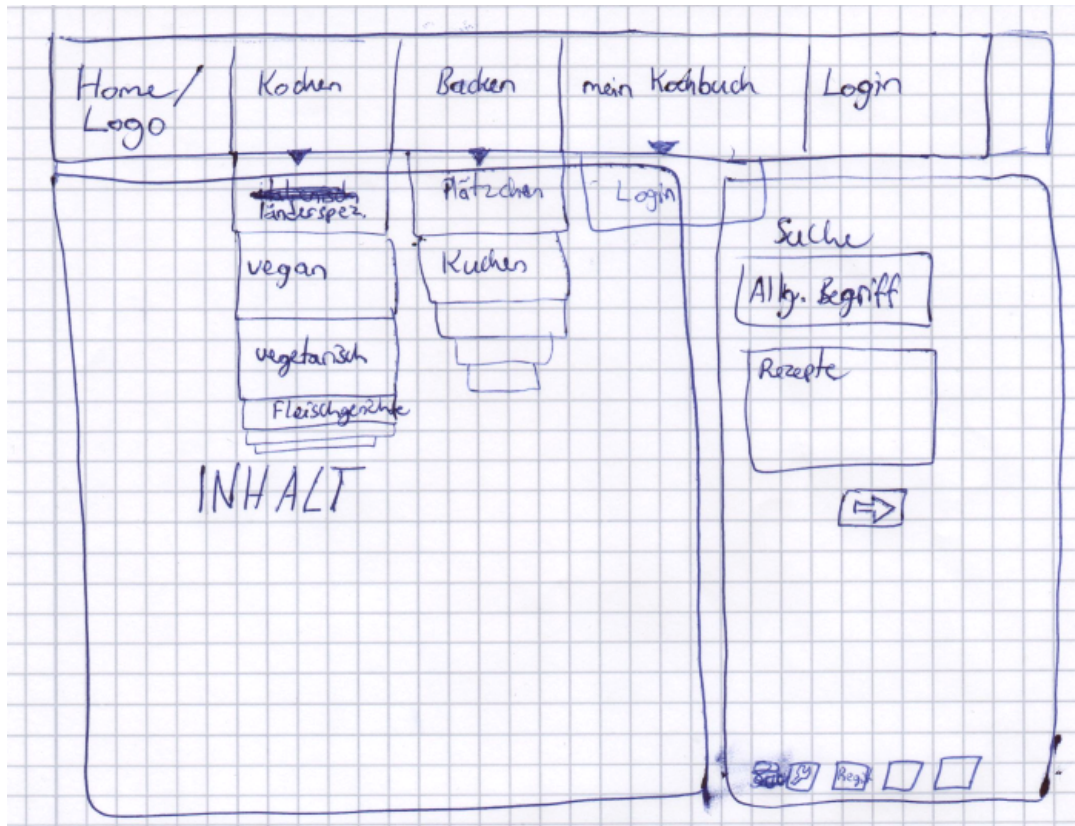 Home/
Logo
Kochen
Backen
mein Kochbuch
Login
länderspez.
vegan
vegetarisch
Fleischgerichte
Plätzchen
Kuchen
Login
INHALT
Suche
Allg. Begriff
Rezepte